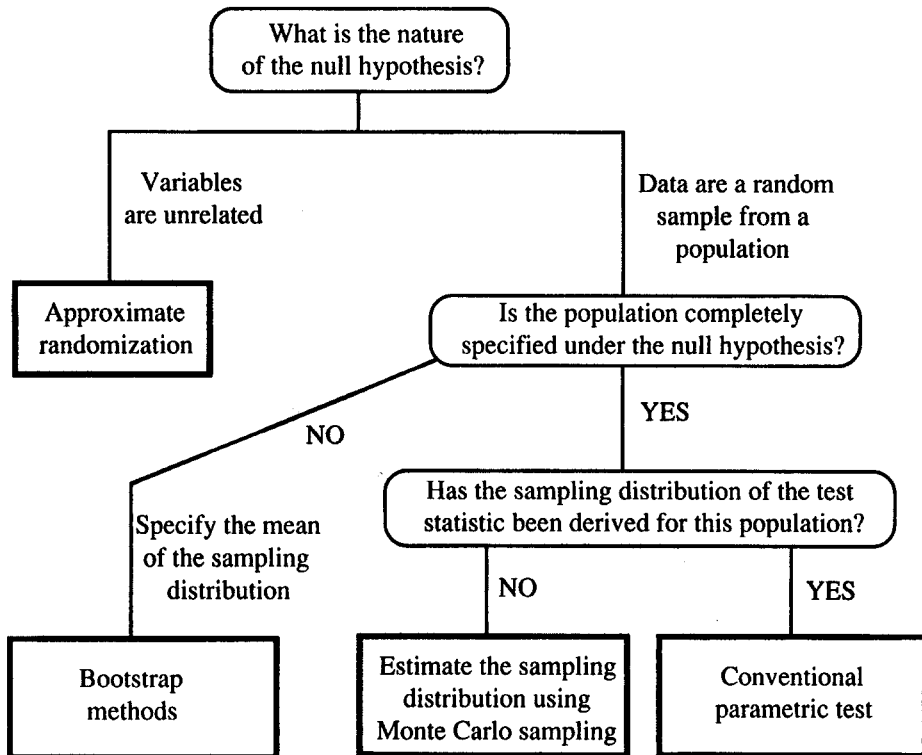 What is the nature
of the null hypothesis?
Variables
are unrelated
Data are a random
sample from a
population
Approximate
randomization
Is the population completely
specified under the null hypothesis?
NO
YES
Has the sampling distribution of the test
statistic been derived for this population?
Specify the mean
of the sampling
distribution
NO
YES
Bootstrap
methods
Estimate the sampling
distribution using
Monte Carlo sampling
Conventional
parametric test